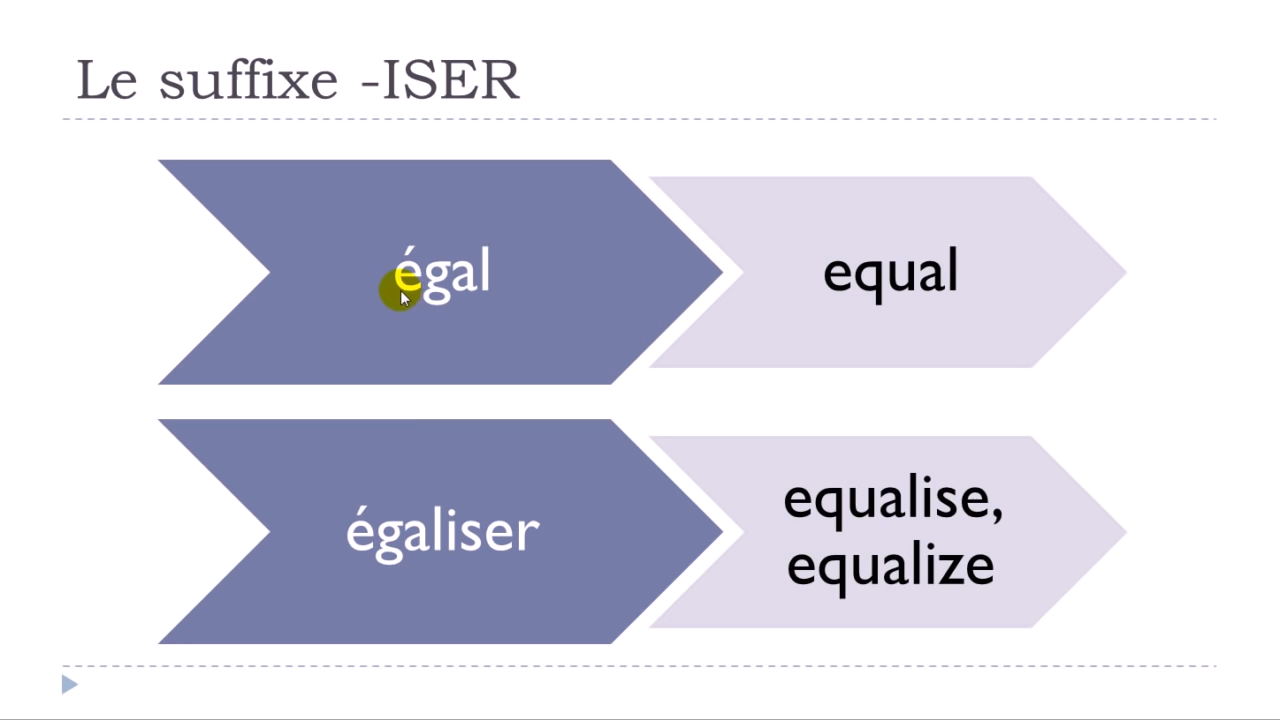 Le suffixe -ISER
égal
equal
égaliser
equalise,
equalize